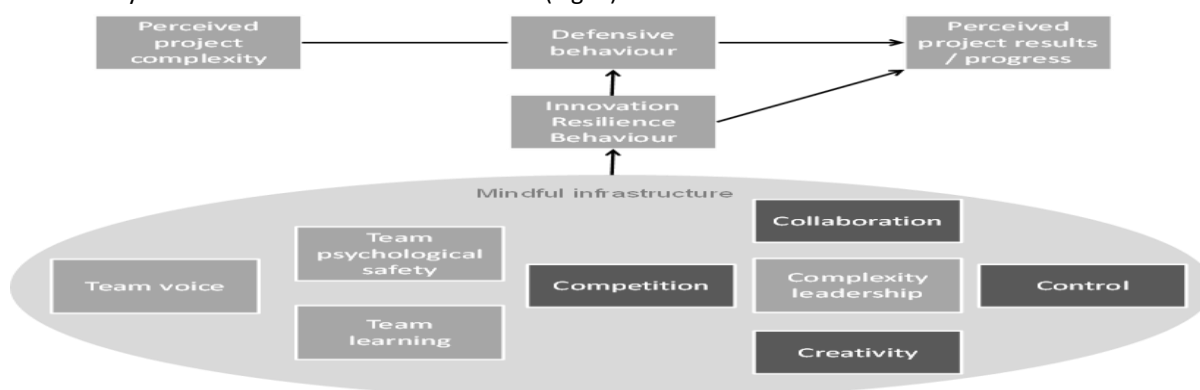 Perceived
project
complexity
Defensive
behaviour
Perceived
project results
/ progress
Innovation
Resilience
Behaviour
Mindful infrastructure
Team voice
Team
psychological
safety
Team
learning
Competition
Collaboration
Complexity
leadership
Creativity
Control